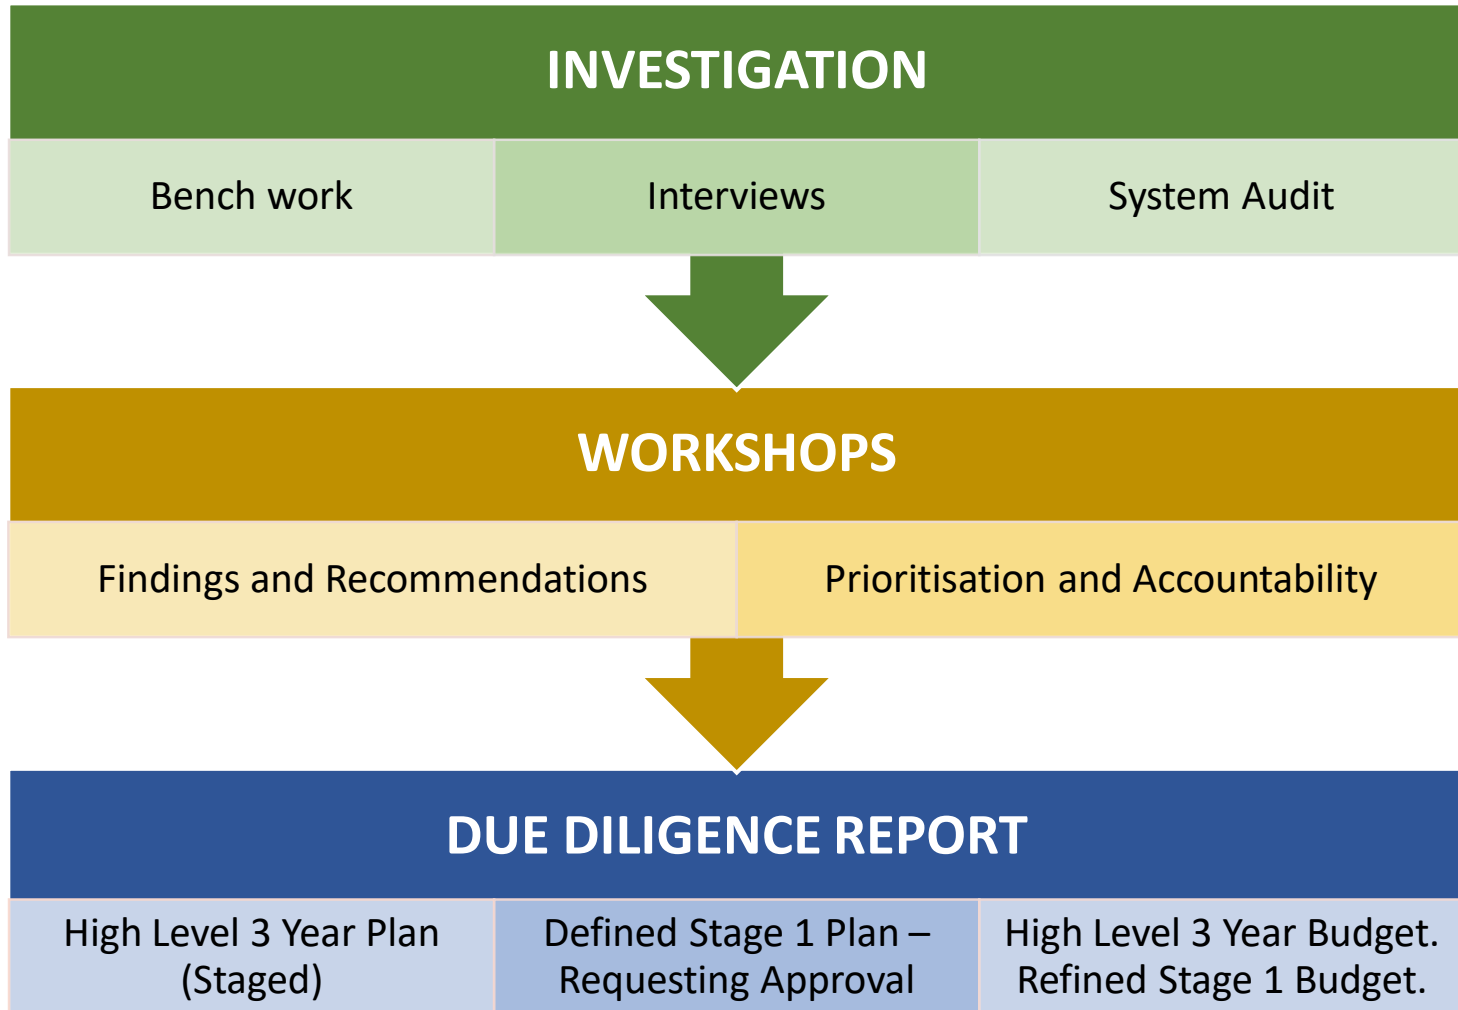 INVESTIGATION
Bench work
Interviews
System Audit
WORKSHOPS
Findings and Recommendations
Prioritisation and Accountability
DUE DILIGENCE REPORT
High Level 3 Year Plan
(Staged)
Defined Stage 1 Plan –
Requesting Approval
High Level 3 Year Budget.
Refined Stage 1 Budget.